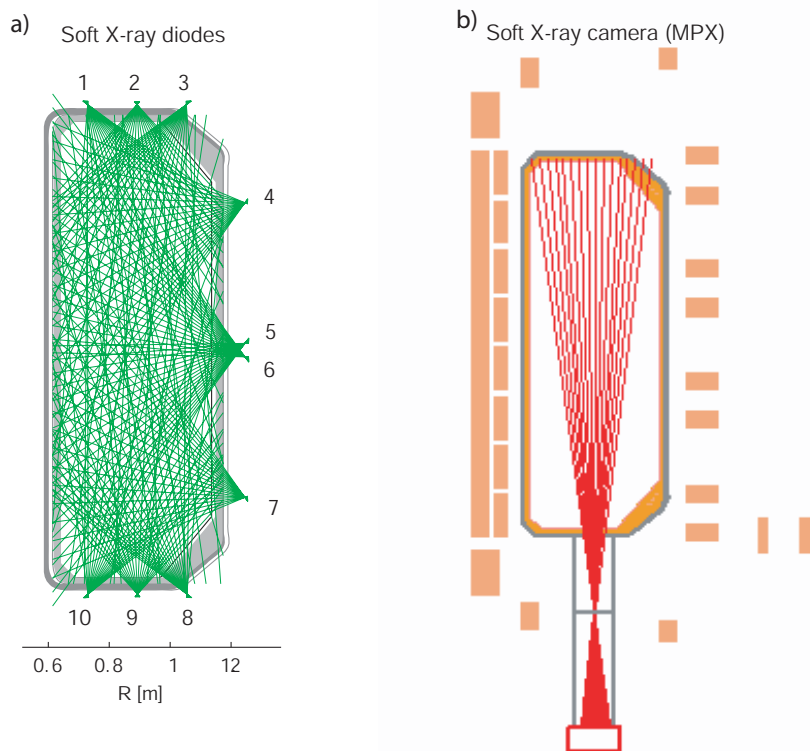 a)
Soft X-ray diodes
1 2 3
4
5
6
7
10 9 8
0.6 0.8 1 12
R [m]
b)
Soft X-ray camera (MPX)